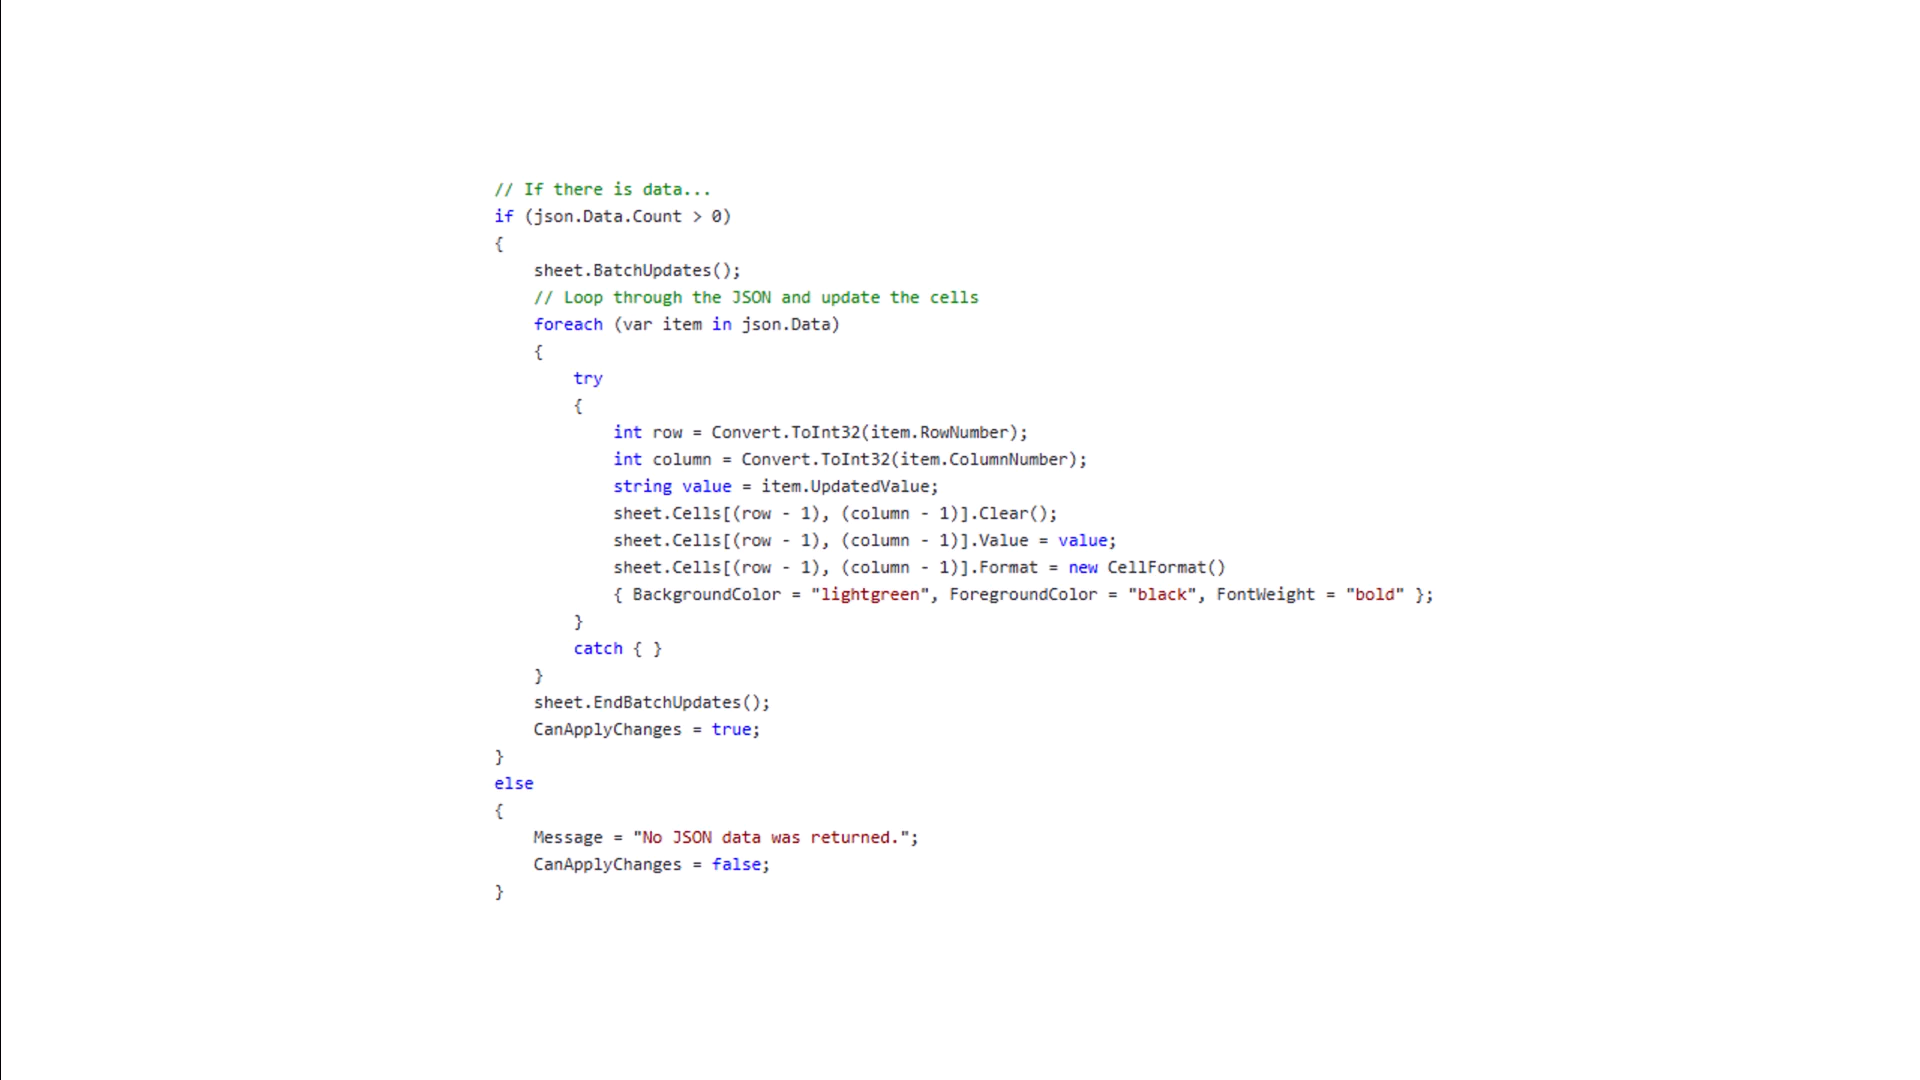 // If there is data...
if (json.Data.Count > 0)
{
    sheet.BatchUpdates();
    // Loop through the JSON and update the cells
    foreach (var item in json.Data)
    {
        try
        {
            int row = Convert.ToInt32(item.RowNumber);
            int column = Convert.ToInt32(item.ColumnNumber);
            string value = item.UpdatedValue;
            sheet.Cells[(row - 1), (column - 1)].Clear();
            sheet.Cells[(row - 1), (column - 1)].Value = value;
            sheet.Cells[(row - 1), (column - 1)].Format = new CellFormat()
            { BackgroundColor = "lightgreen", ForegroundColor = "black", FontWeight = "bold" };
        }
        catch { }
    }
    sheet.EndBatchUpdates();
    CanApplyChanges = true;
}
else
{
    Message = "No JSON data was returned.";
    CanApplyChanges = false;
}